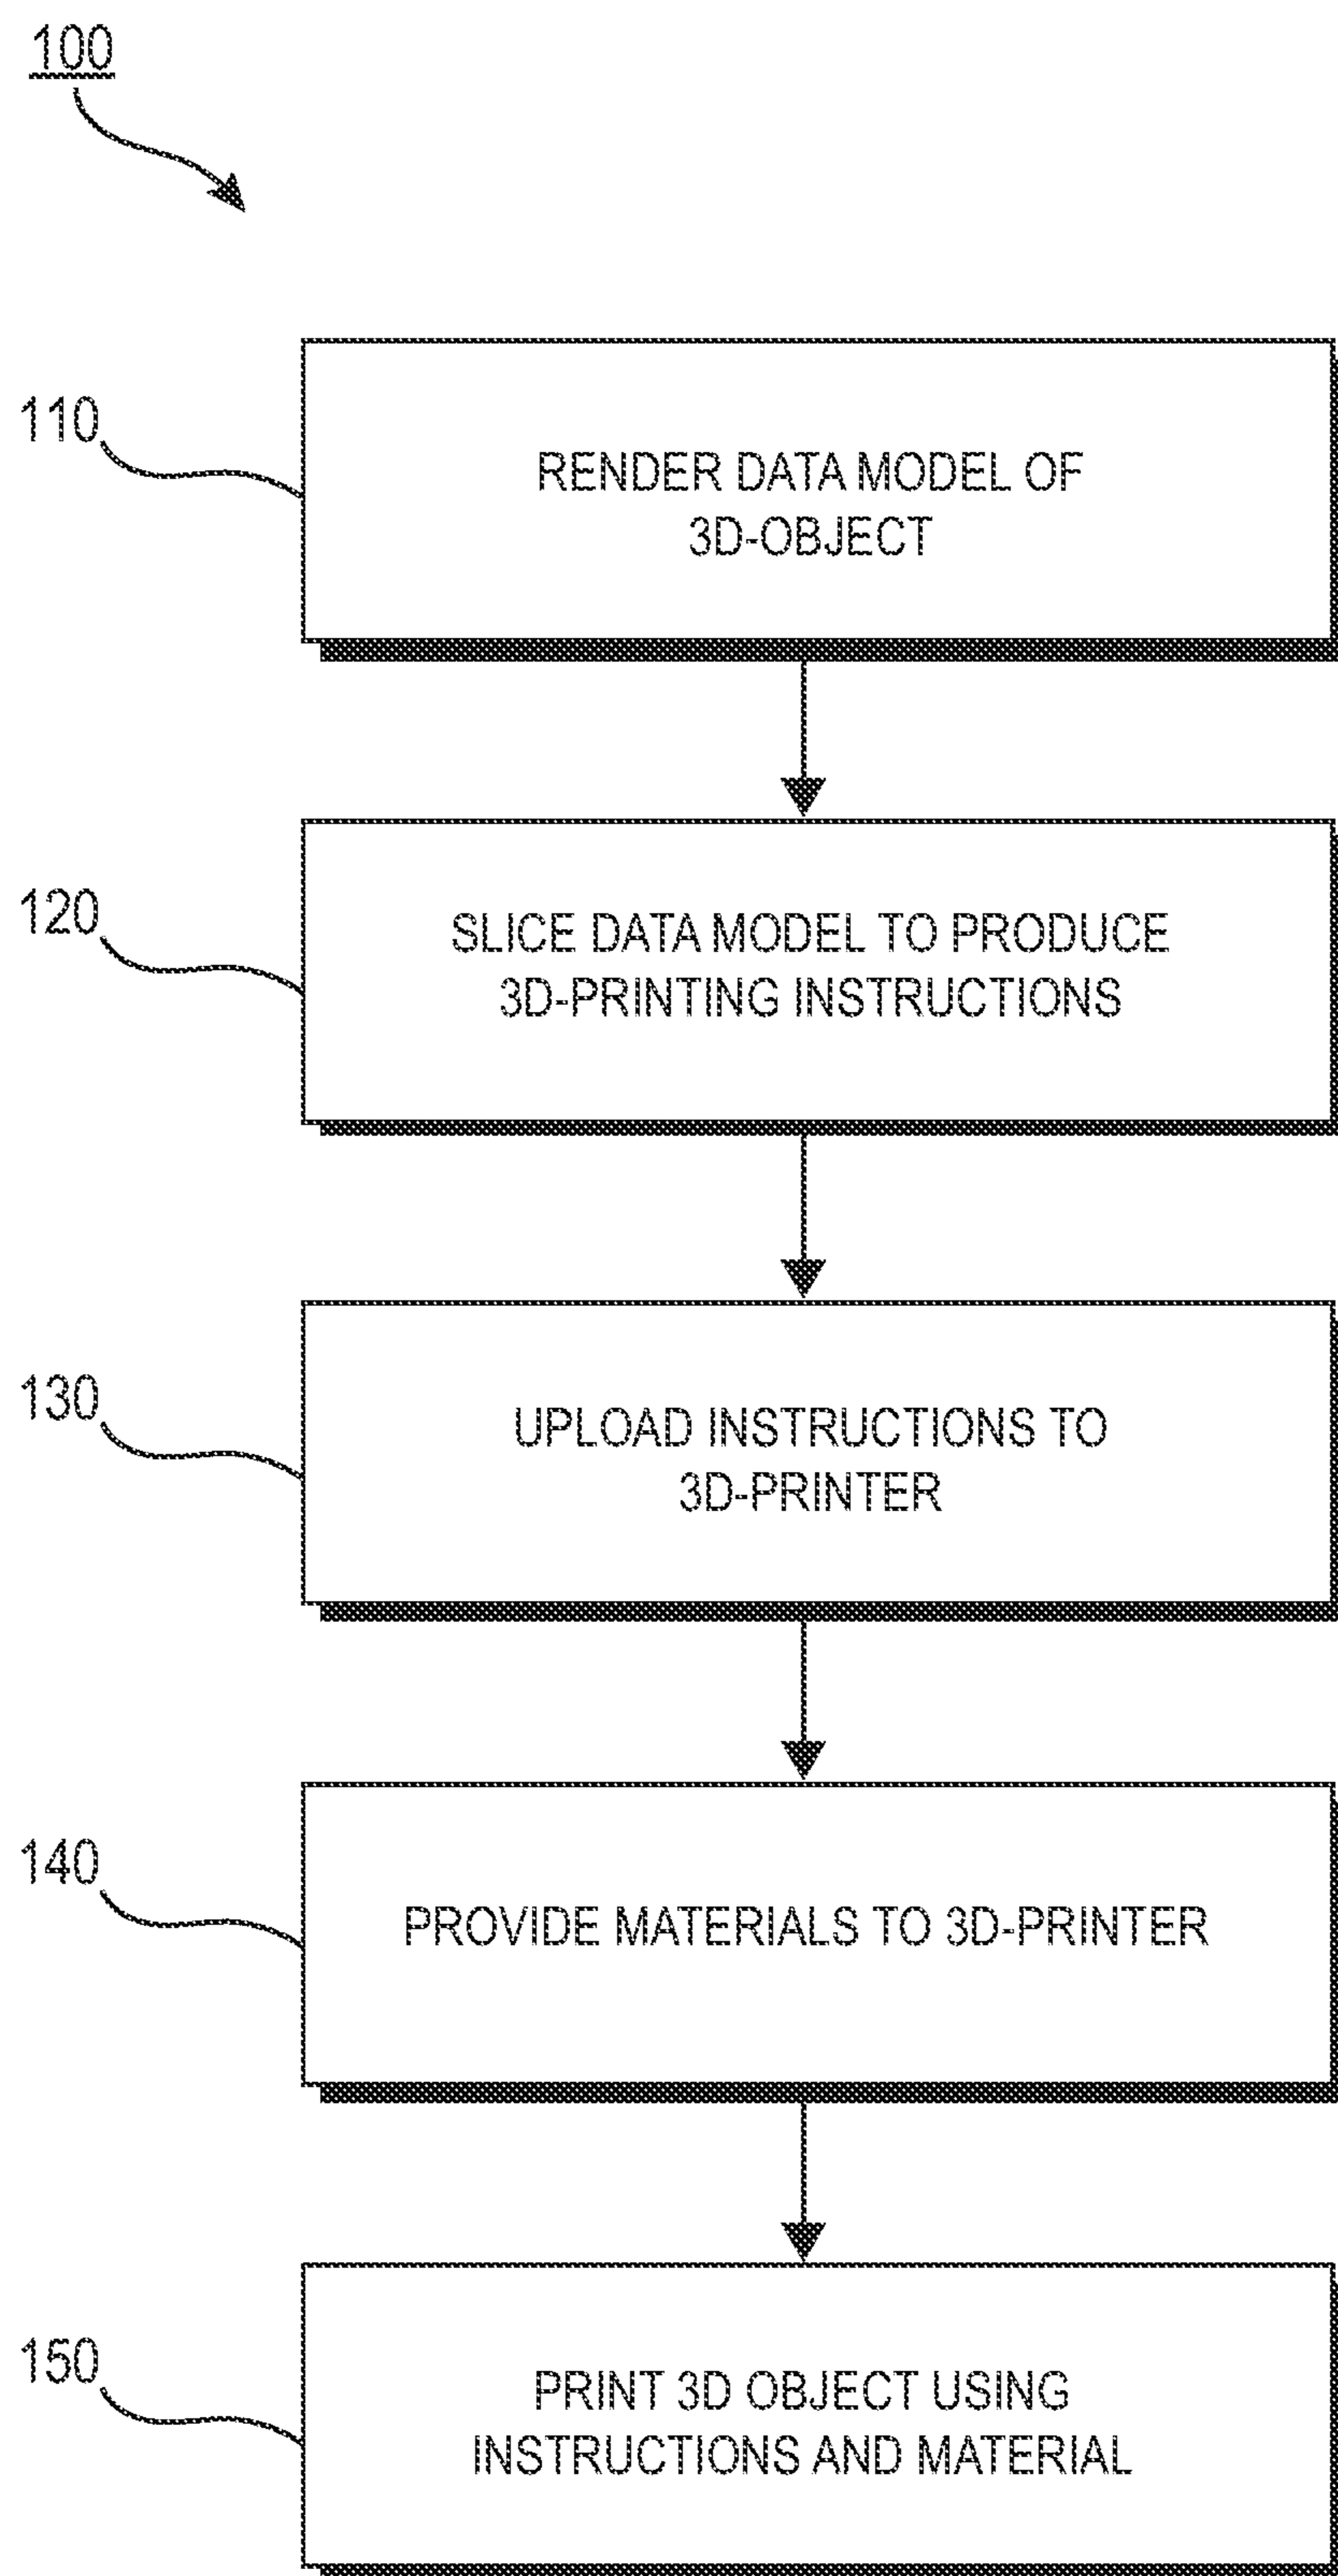 100
110
RENDER DATA MODEL OF
3D-OBJECT
120
SLICE DATA MODEL TO PRODUCE
3D-PRINTING INSTRUCTIONS
130
UPLOAD INSTRUCTIONS TO
3D-PRINTER
140
PROVIDE MATERIALS TO 3D-PRINTER
150
PRINT 3D OBJECT USING
INSTRUCTIONS AND MATERIAL